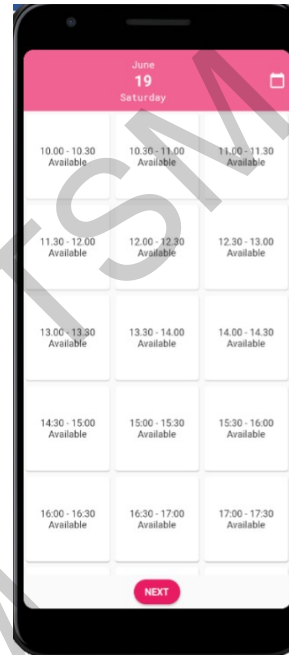 June
19
Saturday
10.00 - 10.30
Available
10.30 - 11.00
Available
11.00 - 11.30
Available
11.30 - 12.00
Available
12.00 - 12.30
Available
12.30 - 13.00
Available
13.00 - 13.30
Available
13.30 - 14.00
Available
14.00 - 14.30
Available
14:30 - 15:00
Available
15:00 - 15:30
Available
15:30 - 16:00
Available
16:00 - 16:30
Available
16:30 - 17:00
Available
17:00 - 17:30
Available
NEXT
TSM